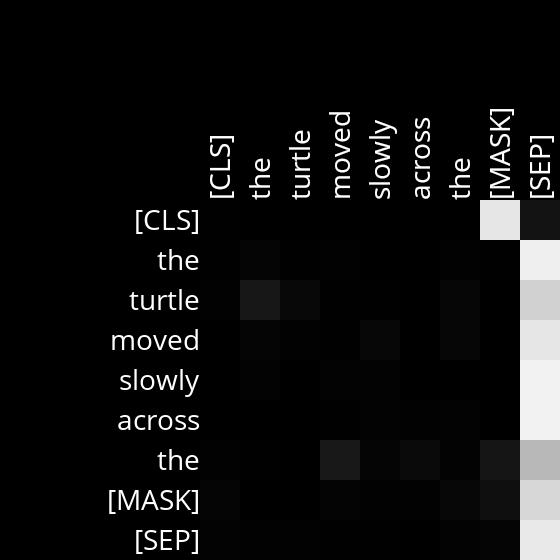 [CLS] the turtle moved slowly across the [MASK] [SEP]
[CLS]
the
turtle
moved
slowly
across
the
[MASK]
[SEP]